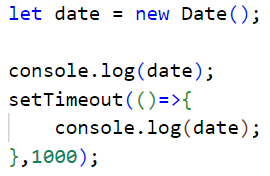 let date = new Date();
console.log(date);
setTimeout(()=>{
    console.log(date);
},1000);